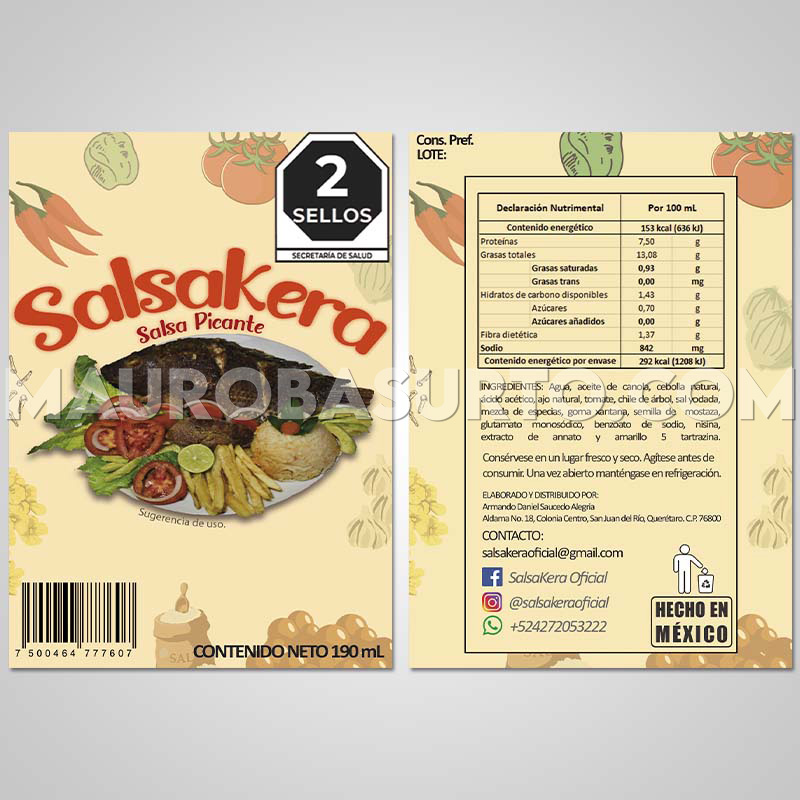 2
SELLOS
SECRETARÍA DE SALUD
Salsakera
Salsa Picante
Sugerencia de uso.
7 500464 777607
CONTENIDO NETO 190 mL
Cons. Pref.
LOTE:
Declaración Nutrimental Por 100 mL
Contenido energético 153 kcal (636 kJ)
Proteínas 7,50 g
Grasas totales 13,08 g
Grasas saturadas 0,93 g
Grasas trans 0,00 mg
Hidratos de carbono disponibles 1,43 g
Azúcares 0,70 g
Azúcares añadidos 0,00 g
Fibra dietética 1,37 g
Sodio 842 mg
Contenido energético por envase 292 kcal (1208 kJ)
MAUROBASURTO.COM
INGREDIENTES: Agua, aceite de canola, cebolla natural,
ácido acético, ajo natural, tomate, chile de árbol, sal yodada,
mezcla de especias, goma xantana, semilla de mostaza,
glutamato monosódico, benzoato de sodio, nisina,
extracto de annato y amarillo 5 tartrazina.
Consérvese en un lugar fresco y seco. Agítese antes de
consumir. Una vez abierto manténgase en refrigeración.
ELABORADO Y DISTRIBUIDO POR:
Armando Daniel Saucedo Alegria
Aldama No. 18, Colonia Centro, San Juan del Río, Querétaro. C.P. 76800
CONTACTO:
salsakeraoficial@gmail.com
SalsaKera Oficial
@salsakeraoficial
+524272053222
HECHO EN
MÉXICO
SAL